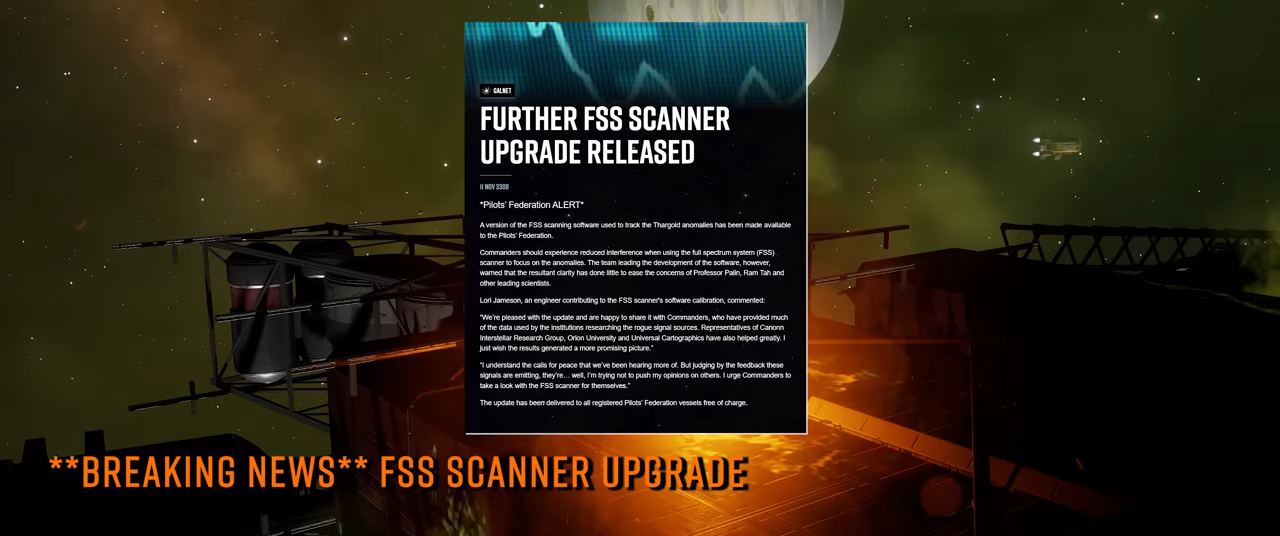 GALNET
FURTHER FSS SCANNER
UPGRADE RELEASED
11 NOV 3308
*Pilots' Federation ALERT*
A version of the FSS scanning software used to track the Thargoid anomalies has been made available
to the Pilots' Federation.
Commanders should experience reduced interference when using the full spectrum system (FSS)
scanner to focus on the anomalies. The team leading the development of the software, however,
warned that the resultant clarity has done little to ease the concerns of Professor Palin, Ram Tah and
other leading scientists.
Lori Jameson, an engineer contributing to the FSS scanner's software calibration, commented:
"We're pleased with the update and are happy to share it with Commanders, who have provided much
of the data used by the institutions researching the rogue signal sources. Representatives of Canonn
Interstellar Research Group, Orion University and Universal Cartographics have also helped greatly. I
just wish the results generated a more promising picture."
"I understand the calls for peace that we've been hearing more of. But judging by the feedback these
signals are emitting, they're… well, I'm trying not to push my opinions on others. I urge Commanders to
take a look with the FSS scanner for themselves."
The update has been delivered to all registered Pilots' Federation vessels free of charge.
**BREAKING NEWS** FSS SCANNER UPGRADE